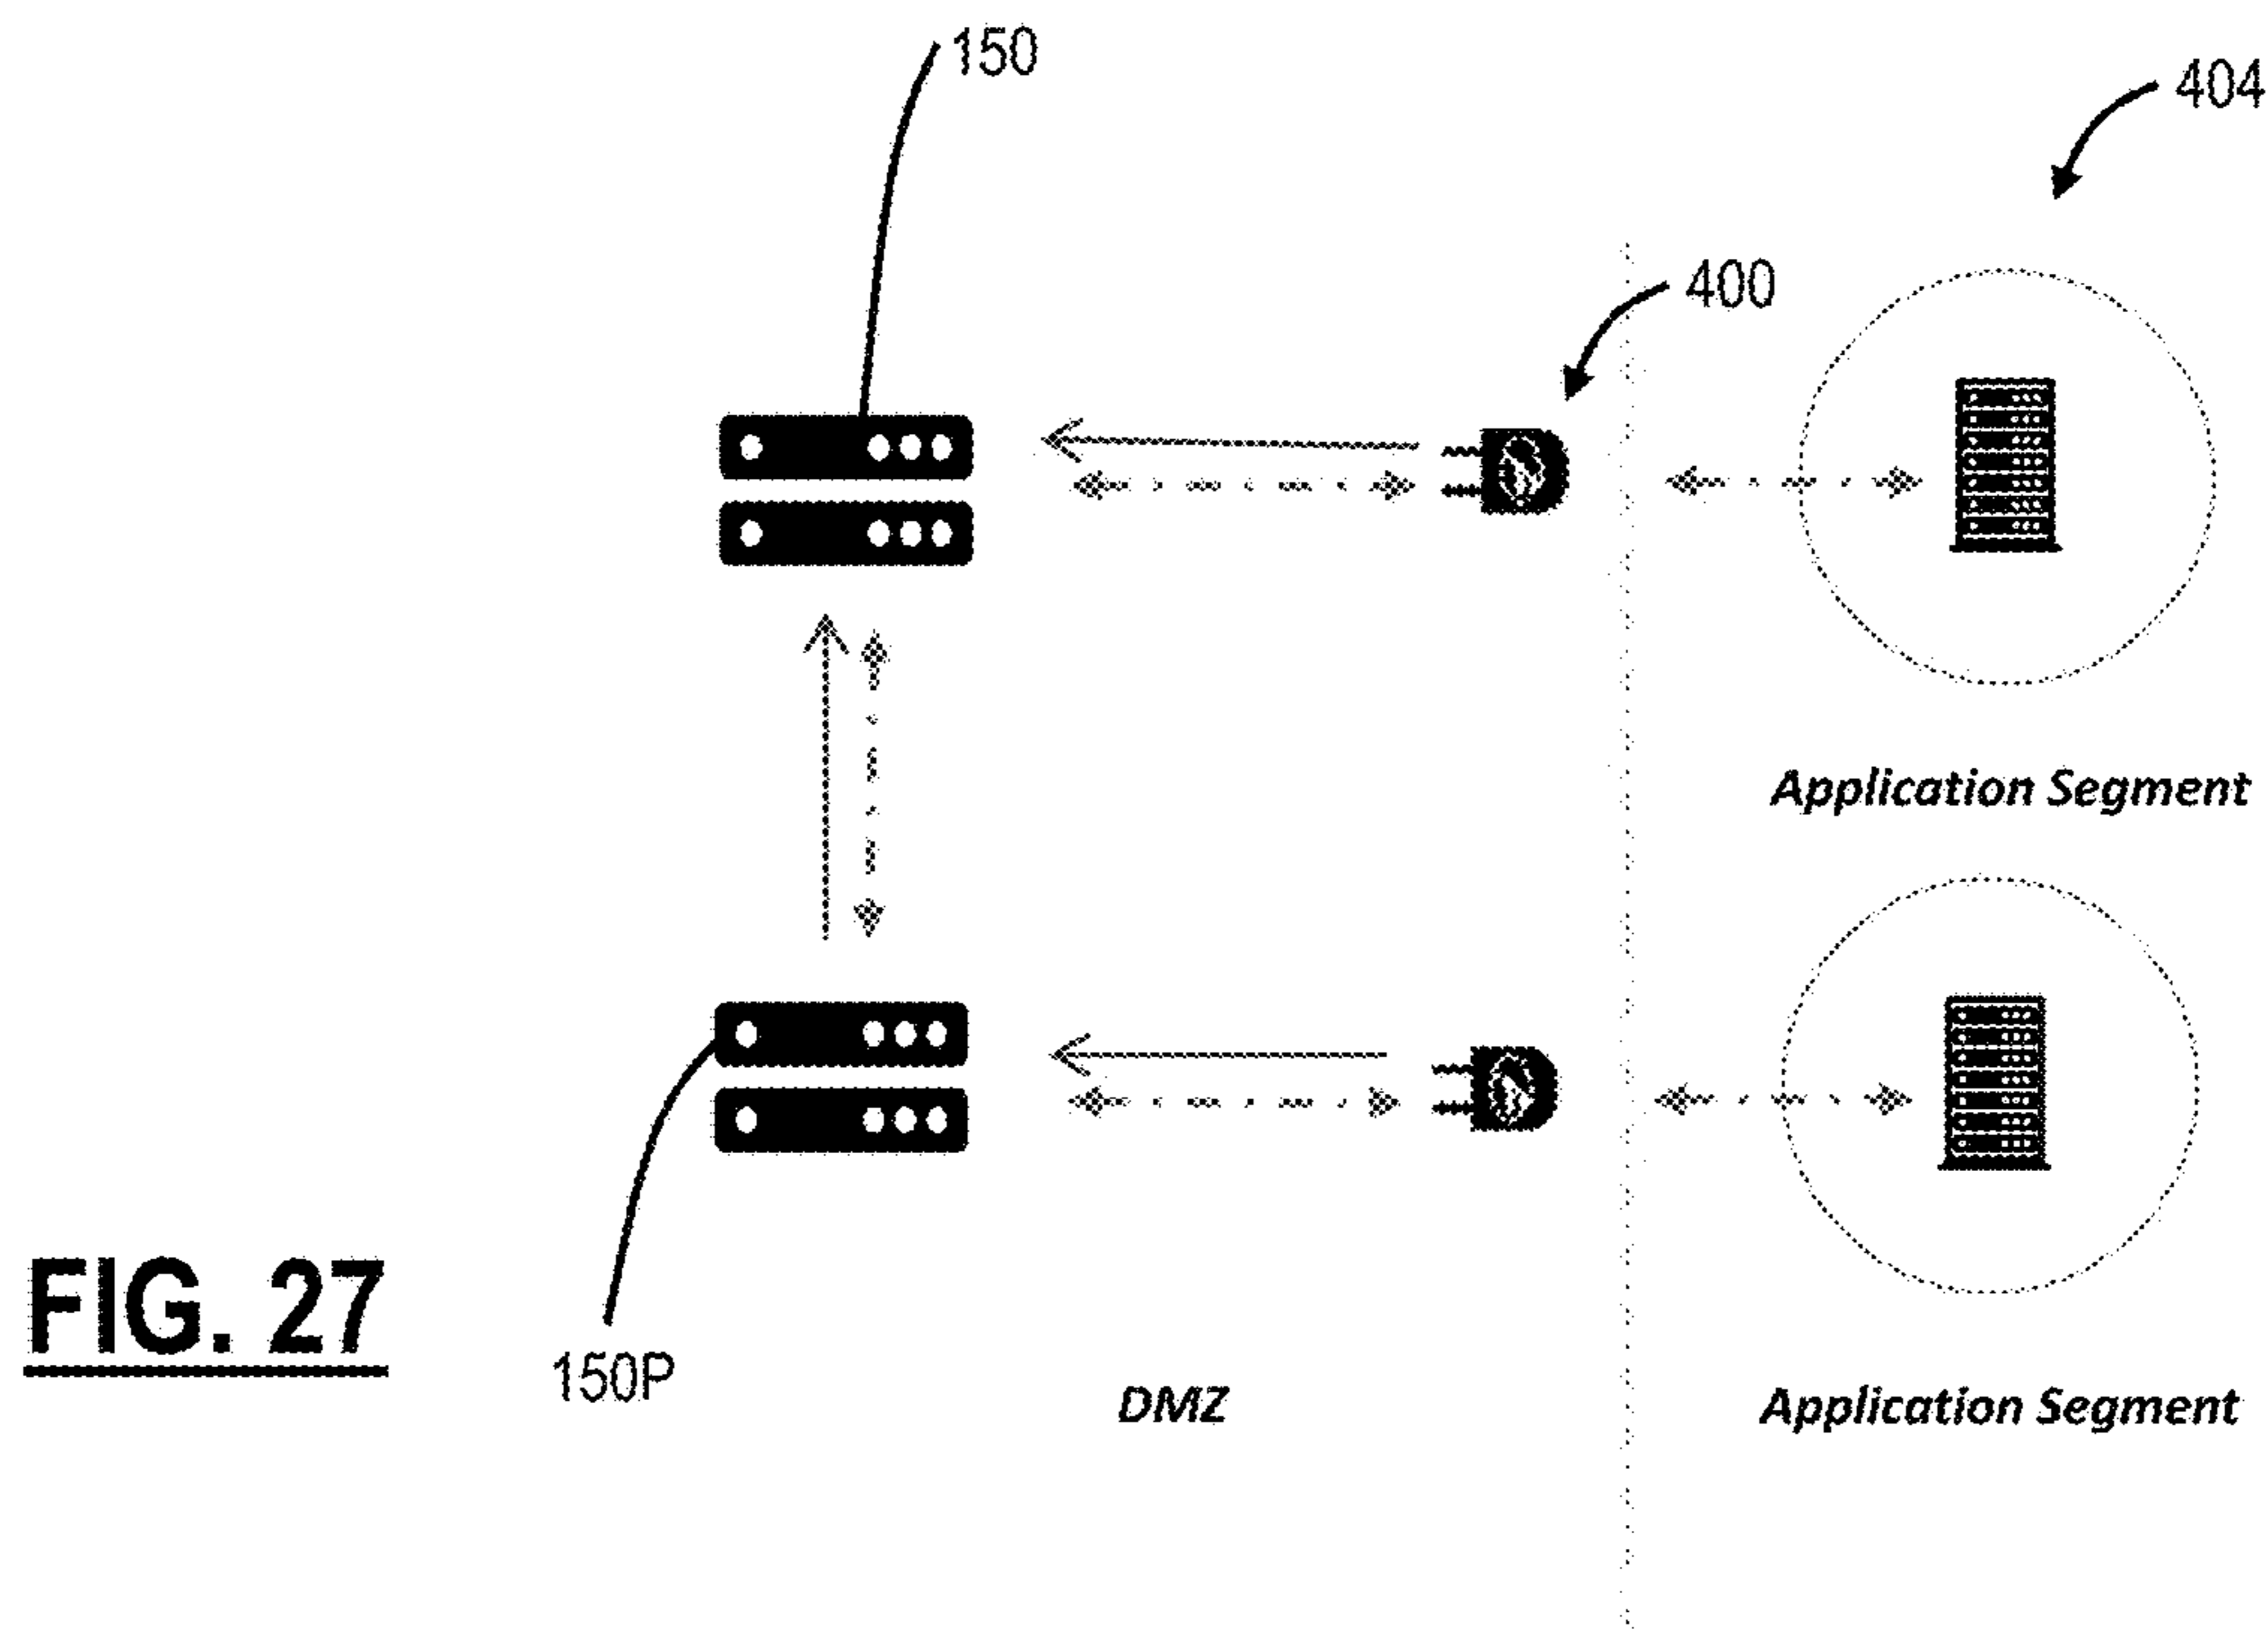 150
404
400
Application Segment
FIG. 27
150P
DMZ
Application Segment